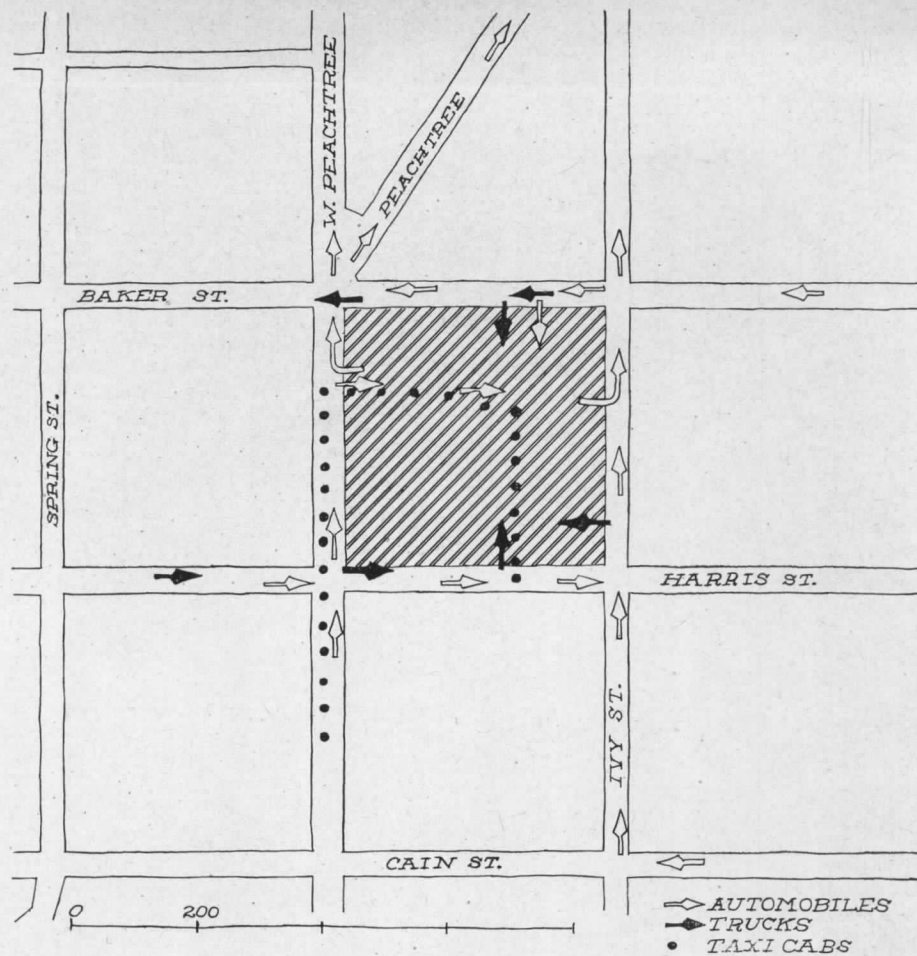 W. PEACHTREE
PEACHTREE
BAKER ST.
SPRING ST.
HARRIS ST.
IVY ST.
CAIN ST.
0 200
AUTOMOBILES
TRUCKS
TAXI CABS